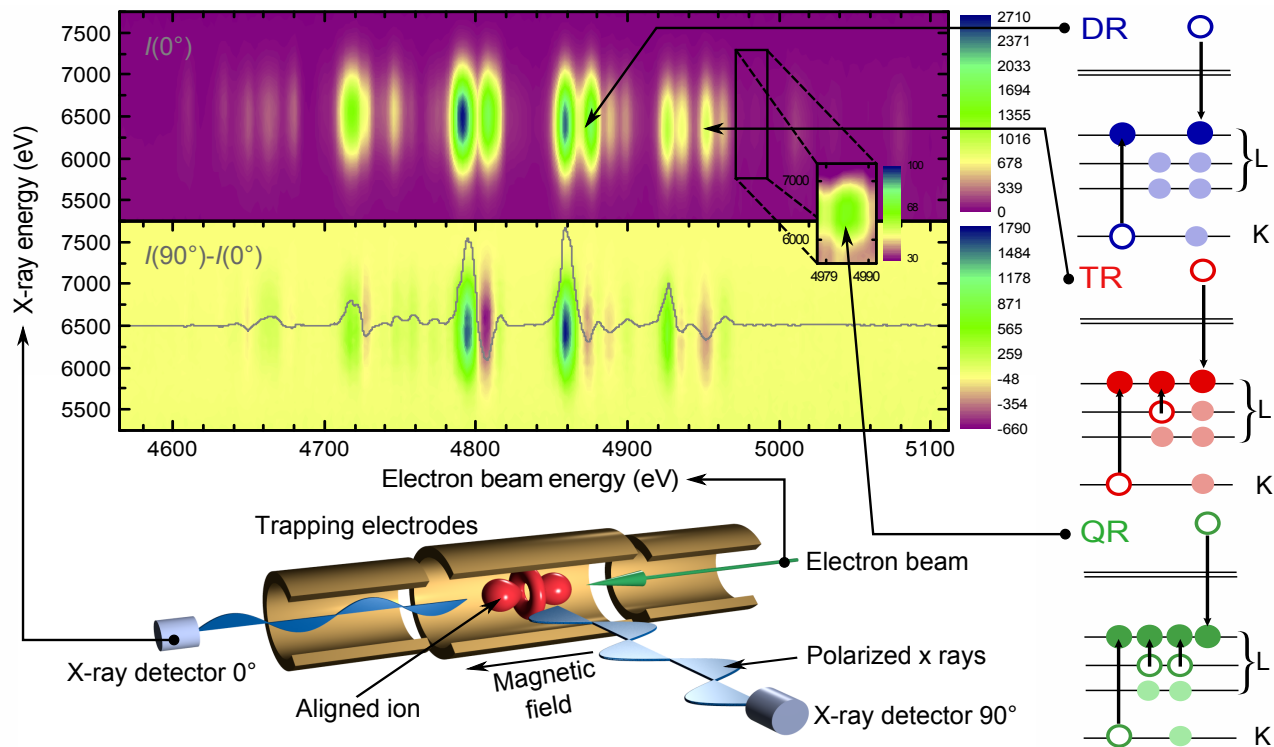 7500
7000
6500
6000
5500
I(0°)
2710
2371
2033
1694
1355
1016
678
339
0
7000
6000
4979 4990
100
68
30
7500
7000
6500
6000
5500
I(90°)-I(0°)
1790
1484
1178
871
565
259
-48
-354
-660
X-ray energy (eV)
4600 4700 4800 4900 5000 5100
Electron beam energy (eV)
DR
L
K
TR
L
K
QR
L
K
Trapping electrodes
Electron beam
X-ray detector 0°
Aligned ion
Magnetic
field
Polarized x rays
X-ray detector 90°